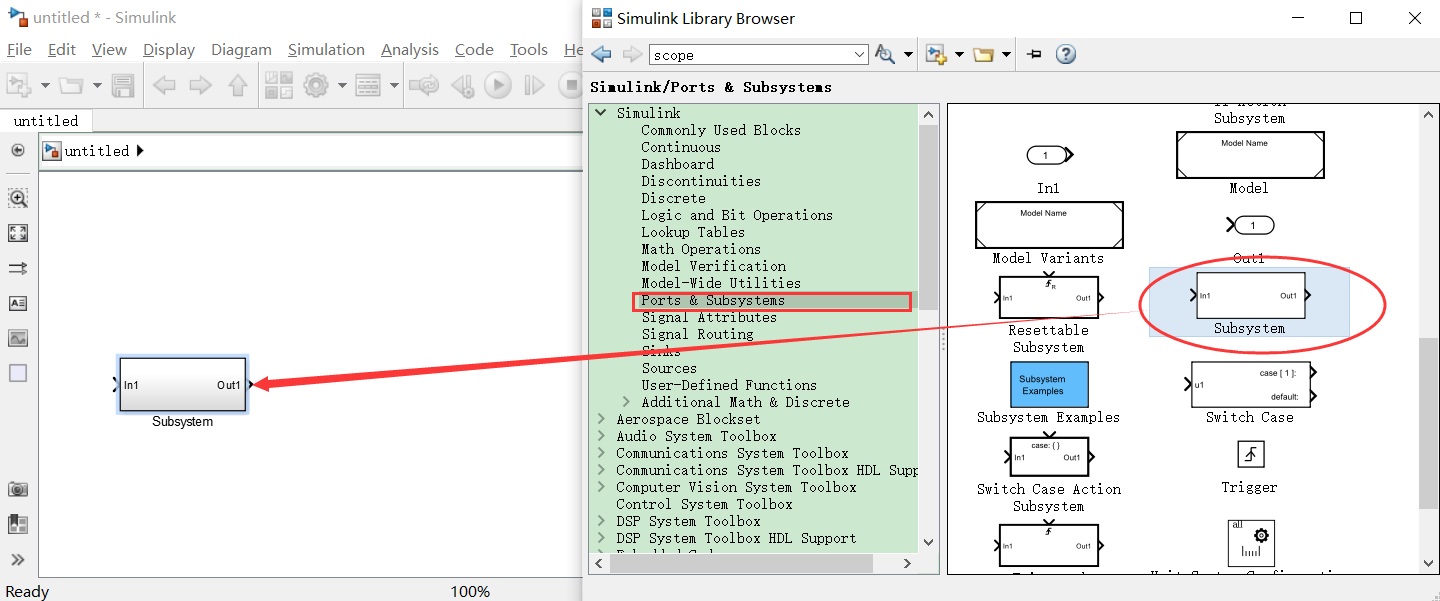 untitled * - Simulink
File Edit View Display Diagram Simulation Analysis Code Tools He
untitled
untitled
In1 Out1
Subsystem
Ready
100%
Simulink Library Browser
scope
Simulink/Ports & Subsystems
Simulink
Commonly Used Blocks
Continuous
Dashboard
Discontinuities
Discrete
Logic and Bit Operations
Lookup Tables
Math Operations
Model Verification
Model-Wide Utilities
Ports & Subsystems
Signal Attributes
Signal Routing
Sinks
Sources
User-Defined Functions
Additional Math & Discrete
Aerospace Blockset
Audio System Toolbox
Communications System Toolbox
Communications System Toolbox HDL Supp
Computer Vision System Toolbox
Control System Toolbox
DSP System Toolbox
DSP System Toolbox HDL Support
Subsystem
1
In1
Model Name
Model
Model Name
Model Variants
1
Out1
R
In1 Out1
Resettable
Subsystem
In1 Out1
Subsystem
Subsystem
Examples
Subsystem Examples
u1
case [ 1 ]:
default:
Switch Case
case: { }
In1 Out1
Switch Case Action
Subsystem
Trigger
In1 Out1
all